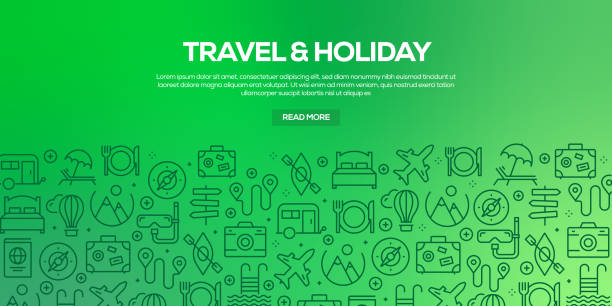 TRAVEL & HOLIDAY
Lorem ipsum dolor sit amet, consectetuer adipiscing elit, sed diam nonummy nibh euismod tincidunt ut
laoreet dolore magna aliquam erat volutpat. Ut wisi enim ad minim veniam, quis nostrud exerci tation
ullamcorper suscipit lobortis nisl ut aliquip ex
READ MORE